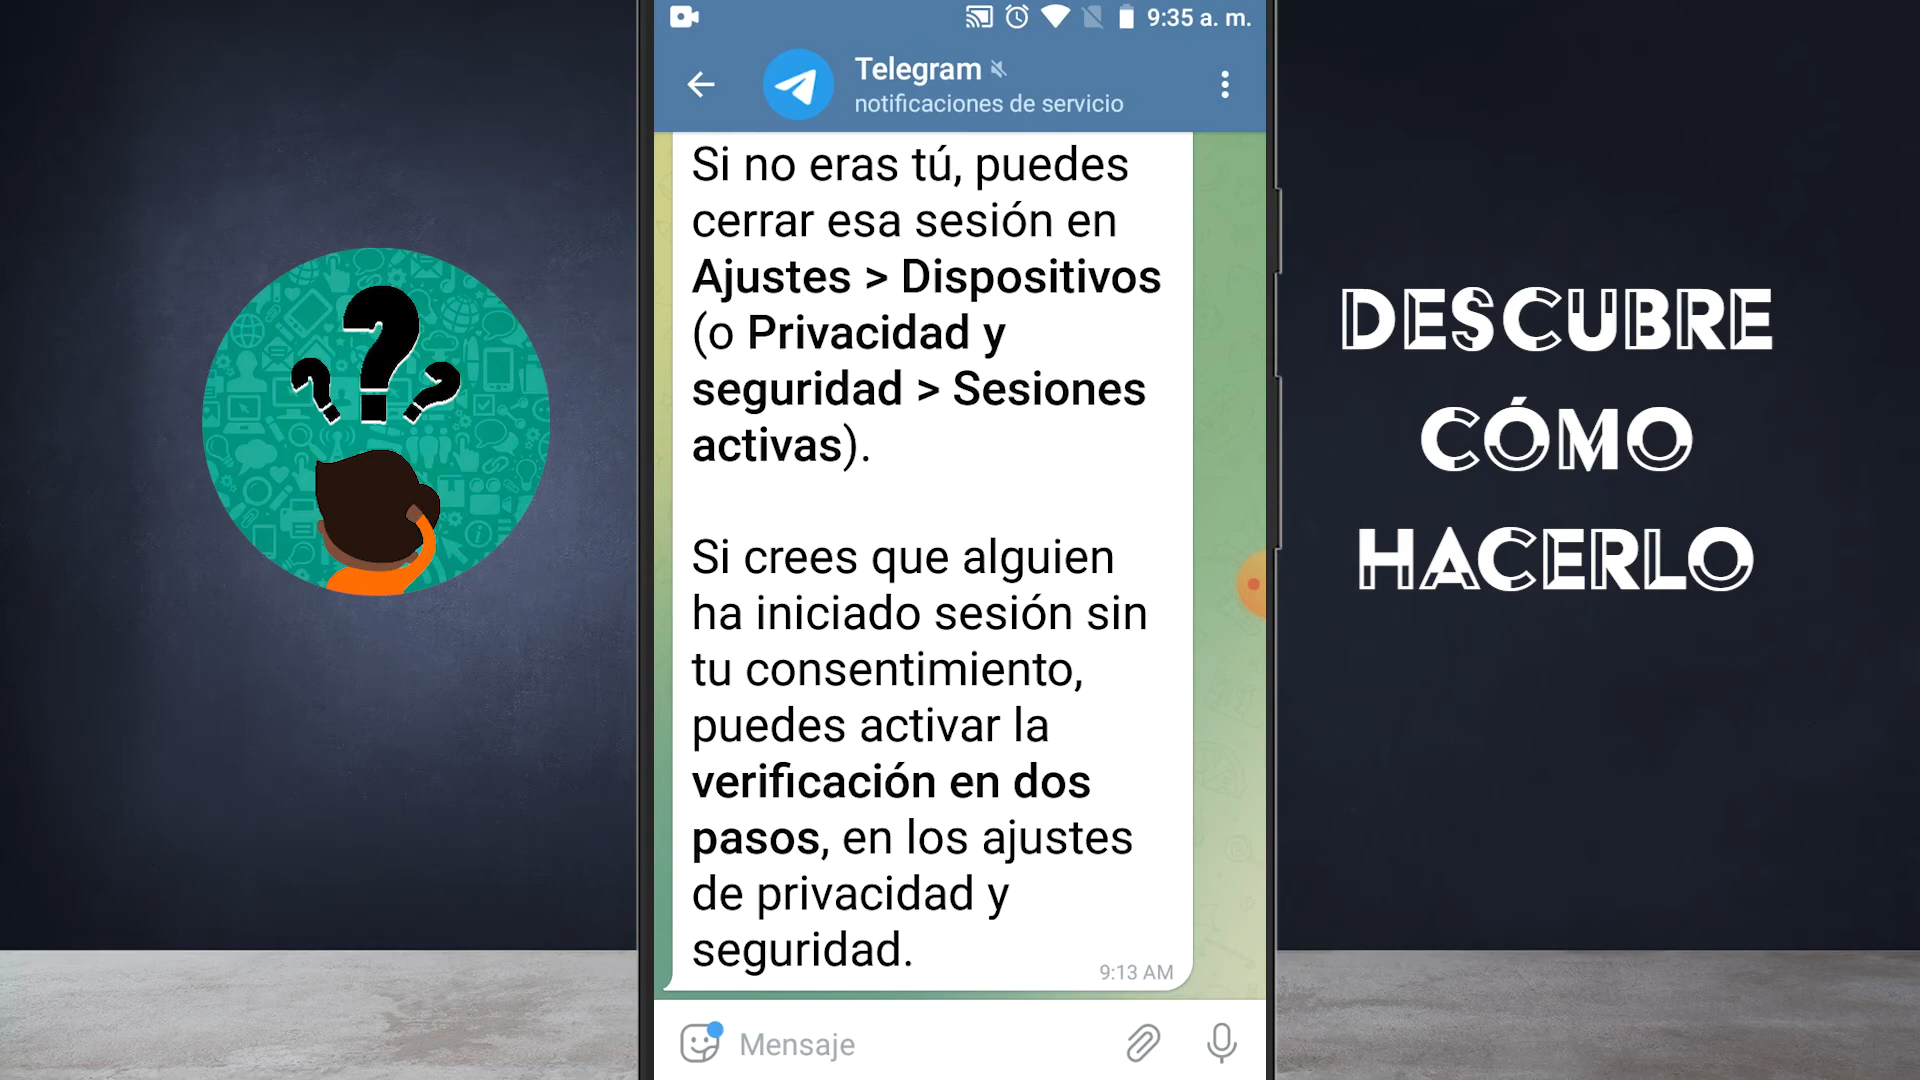 9:35 a. m.
Telegram
notificaciones de servicio
Si no eras tú, puedes
cerrar esa sesión en
Ajustes > Dispositivos
(o Privacidad y
seguridad > Sesiones
activas).
Si crees que alguien
ha iniciado sesión sin
tu consentimiento,
puedes activar la
verificación en dos
pasos, en los ajustes
de privacidad y
seguridad.
9:13 AM
Mensaje
DESCUBRE
CÓMO
HACERLO